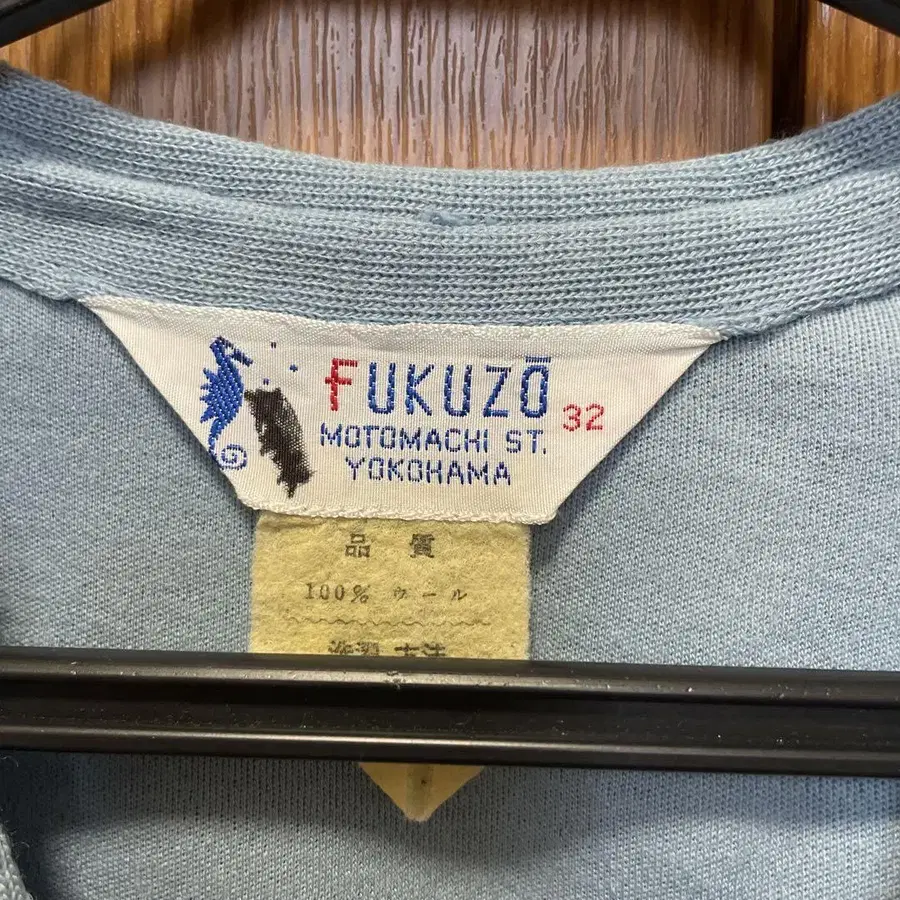 FUKUZŌ
32
MOTOMACHI ST.
YOKOHAMA
品 質
100% ウール